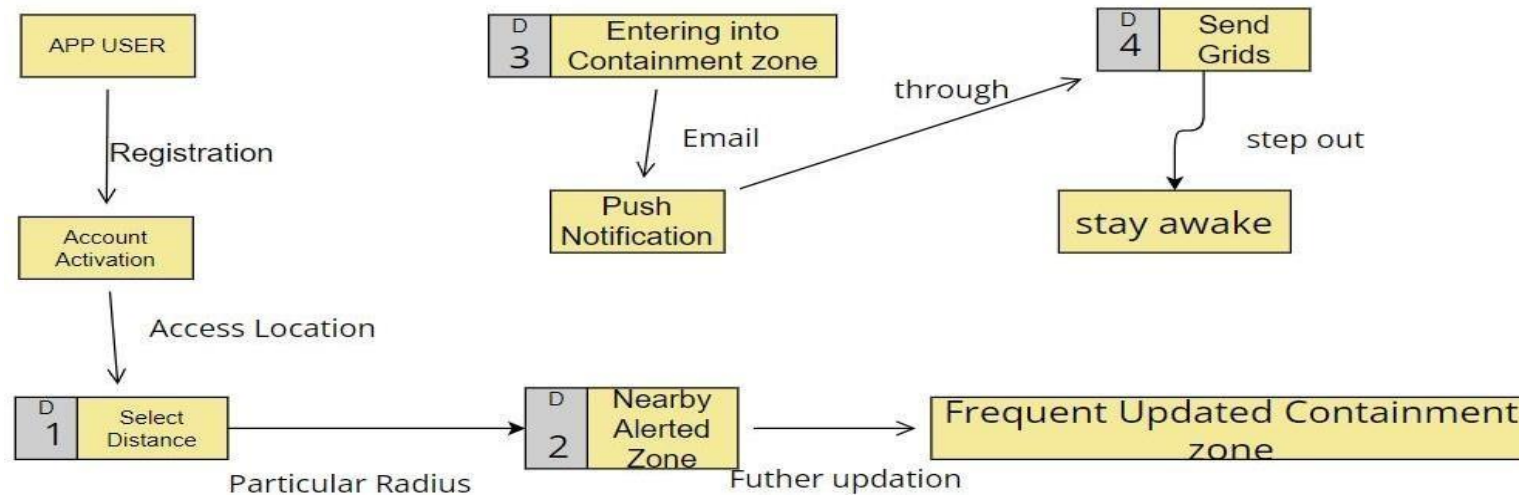 APP USER
Registration
Account
Activation
Access Location
D
1
Select
Distance
Particular Radius
D
2
Nearby
Alerted
Zone
Futher updation
Frequent Updated Containment
zone
D
3
Entering into
Containment zone
Email
Push
Notification
through
D
4
Send
Grids
step out
stay awake